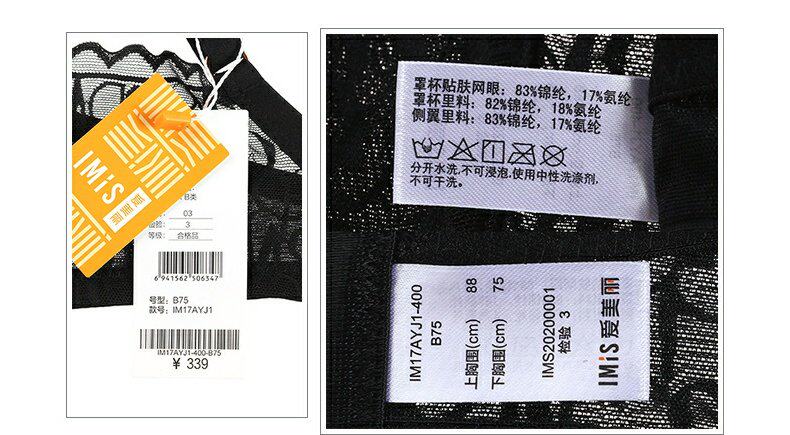 IMiS
爱美丽
B类
03
检验: 3
等级: 合格品
6 941562 506347
号型: B75
款号: IM17AYJ1
IM17AYJ1-400-B75
¥ 339
罩杯贴肤网眼: 83%锦纶, 17%氨纶
罩杯里料: 82%锦纶, 18%氨纶
侧翼里料: 83%锦纶, 17%氨纶
分开水洗,不可浸泡,使用中性洗涤剂,
不可干洗。
IM17AYJ1-400
B75
上胸围(cm) 88
下胸围(cm) 75
IMS20200001
检验 3
IMiS 爱美丽